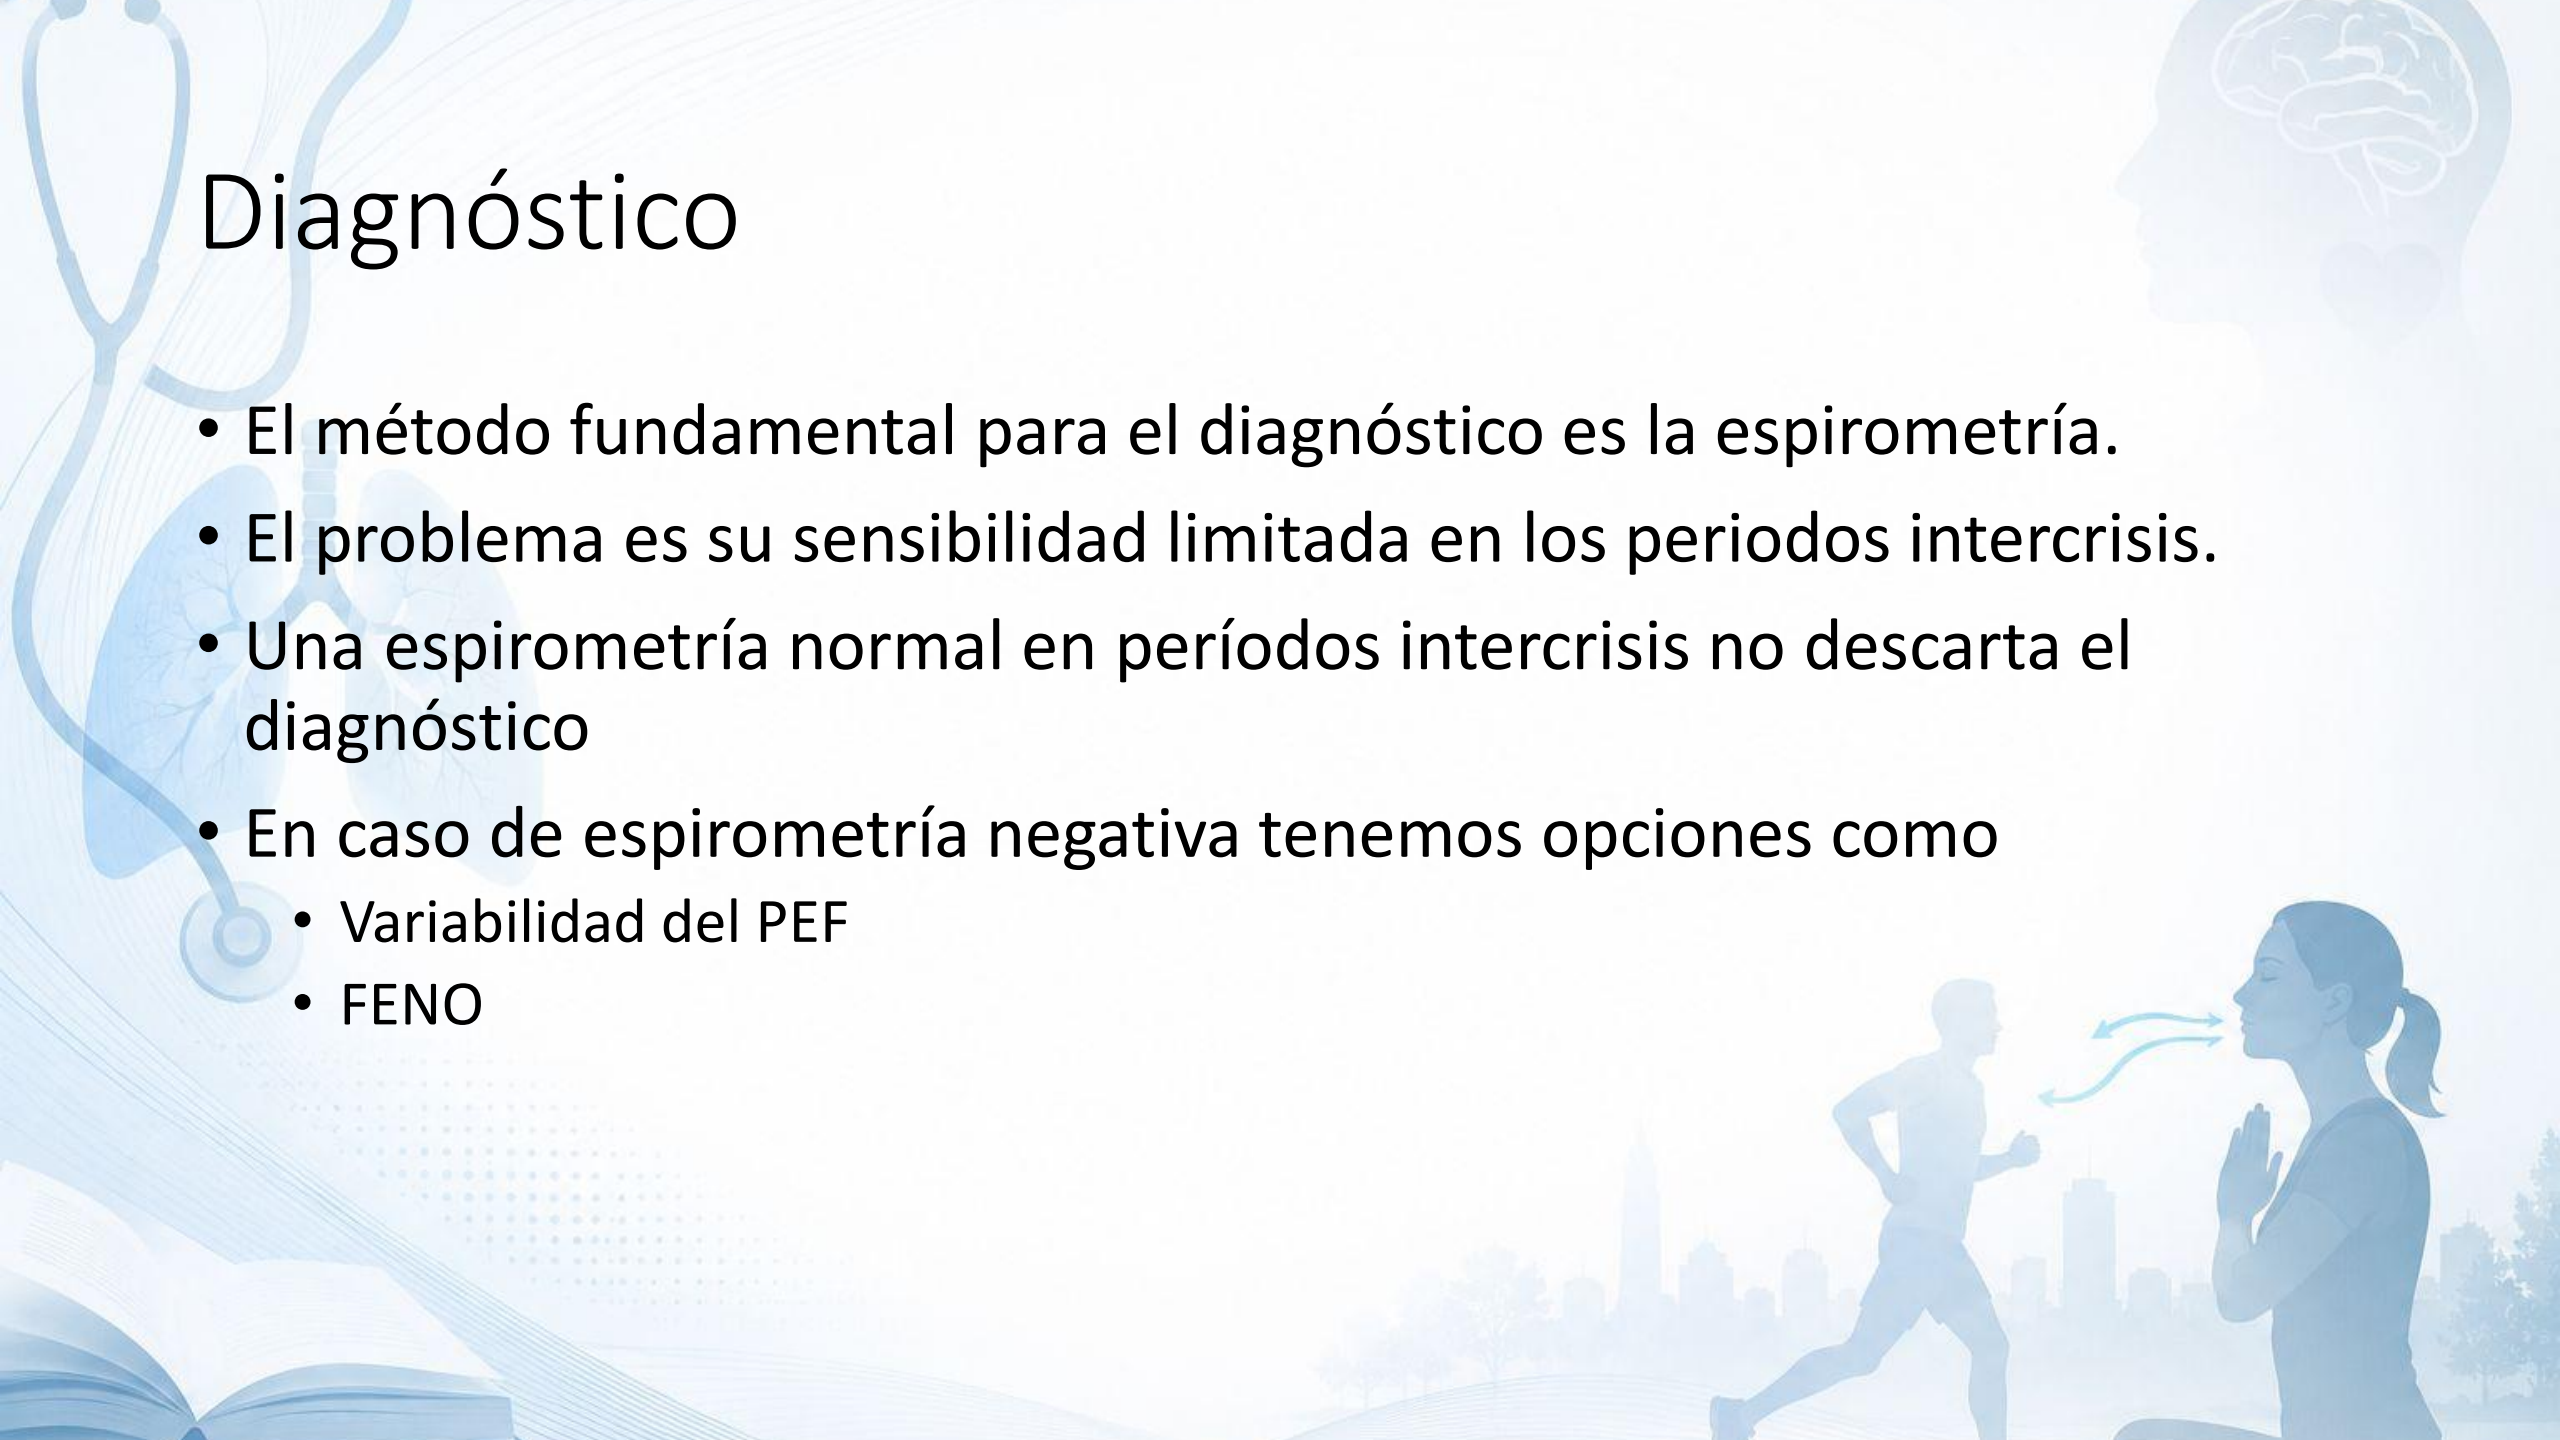 Diagnóstico
• El método fundamental para el diagnóstico es la espirometría.
• El problema es su sensibilidad limitada en los periodos intercrisis.
• Una espirometría normal en períodos intercrisis no descarta el
diagnóstico
• En caso de espirometría negativa tenemos opciones como
• Variabilidad del PEF
• FENO